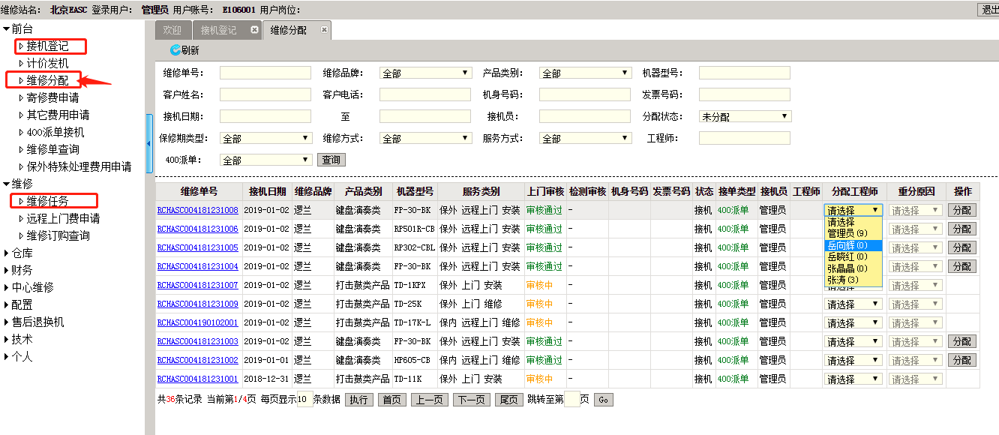 维修站名： 北京EASC 登录用户： 管理员 用户账号： E106001 用户岗位： 退出
前台
接机登记
计价发机
维修分配
寄修费申请
其它费用申请
400派单接机
维修单查询
保外特殊处理费用申请
维修
维修任务
远程上门费申请
维修订购查询
仓库
财务
中心维修
配置
售后退换机
技术
个人
欢迎 接机登记 维修分配
刷新
维修单号： 维修品牌： 全部 产品类别： 全部 机器型号：
客户姓名： 客户电话： 机身号码： 发票号码：
接机日期： 至 接机员： 分配状态： 未分配
保修期类型： 全部 维修方式： 全部 服务方式： 全部 工程师：
400派单： 全部 查询
维修单号 接机日期 维修品牌 产品类别 机器型号 服务类别 上门审核 检测审核 机身号码 发票号码 状态 接单类型 接机员 工程师 分配工程师 重分原因 操作
RCHASC004181231008 2019-01-02 逻兰 键盘演奏类 FP-30-BK 保外 远程上门 安装 审核通过 - 接机 400派单 管理员 请选择 请选择 分配
RCHASC004181231006 2019-01-02 逻兰 键盘演奏类 RP501R-CB 保外 远程上门 安装 审核通过 - 接机 400派单 管理员 请选择 分配
RCHASC004181231005 2019-01-02 逻兰 键盘演奏类 RP302-CBL 保外 远程上门 安装 审核通过 - 接机 400派单 管理员 请选择 分配
RCHASC004181231004 2019-01-02 逻兰 键盘演奏类 FP-30-BK 保外 远程上门 安装 审核通过 - 接机 400派单 管理员 请选择 分配
RCHASC004181231007 2019-01-02 逻兰 打击鼓类产品 TD-1KPX 保外 上门 安装 审核中 - 接机 400派单 管理员 请选择 请选择
RCHASC004181231009 2019-01-02 逻兰 打击鼓类产品 TD-25K 保外 上门 维修 审核中 - 接机 400派单 管理员 请选择 请选择
RCHASC004190102001 2019-01-02 逻兰 打击鼓类产品 TD-17K-L 保内 远程上门 维修 审核中 - 接机 400派单 管理员 请选择 请选择
RCHASC004181231003 2019-01-02 逻兰 键盘演奏类 FP-30-BK 保外 远程上门 安装 审核通过 - 接机 400派单 管理员 请选择 请选择 分配
RCHASC004181231002 2019-01-01 逻兰 键盘演奏类 HP605-CB 保内 远程上门 维修 审核通过 - 接机 400派单 管理员 请选择 请选择 分配
RCHASC004181231001 2018-12-31 逻兰 打击鼓类产品 TD-11K 保外 上门 安装 审核中 - 接机 400派单 管理员 请选择 请选择
请选择
管理员(9)
岳向辉(0)
岳晓红(0)
张晶晶(0)
张涛(3)
共36条记录 当前第1/4页 每页显示10条数据 执行 首页 上一页 下一页 尾页 跳转至第 页 Go